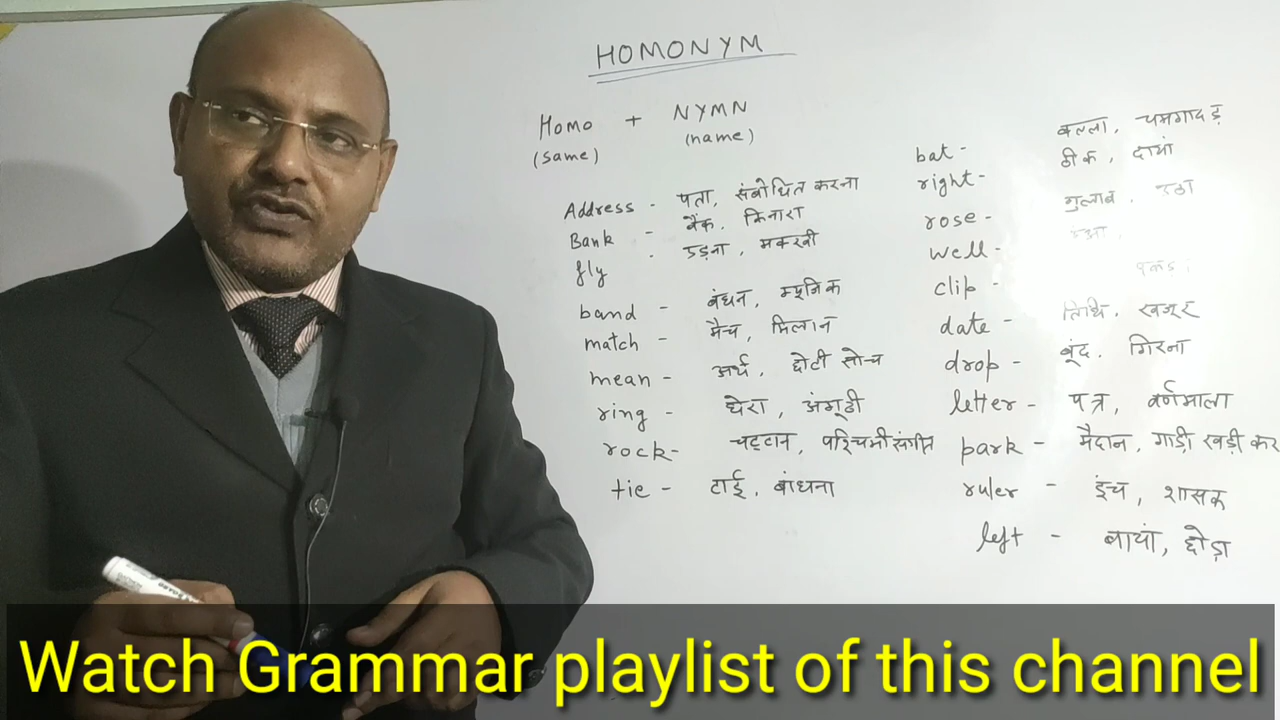 HOMONYM
HOMO + NYMN
(same) (name)
Address - पता, संबोधित करना
Bank - बैंक, किनारा
fly - उड़ना, मक्खी
band - बंधन, म्यूजिक
match - मैच, मिलान
mean - अर्थ, छोटी सोच
ring - घेरा, अंगूठी
rock - चट्टान, पश्चिमी संगीत
tie - टाई, बांधना
bat - बल्ला, चमगादड़
right - ठीक, दायां
rose - गुलाब, उठा
well -
clip -
date - तिथि, खजूर
drop - बूंद, गिरना
letter - पत्र, वर्णमाला
park - मैदान, गाड़ी खड़ी कर
ruler - इंच, शासक
left - बायां, छोड़ा
Watch Grammar playlist of this channel